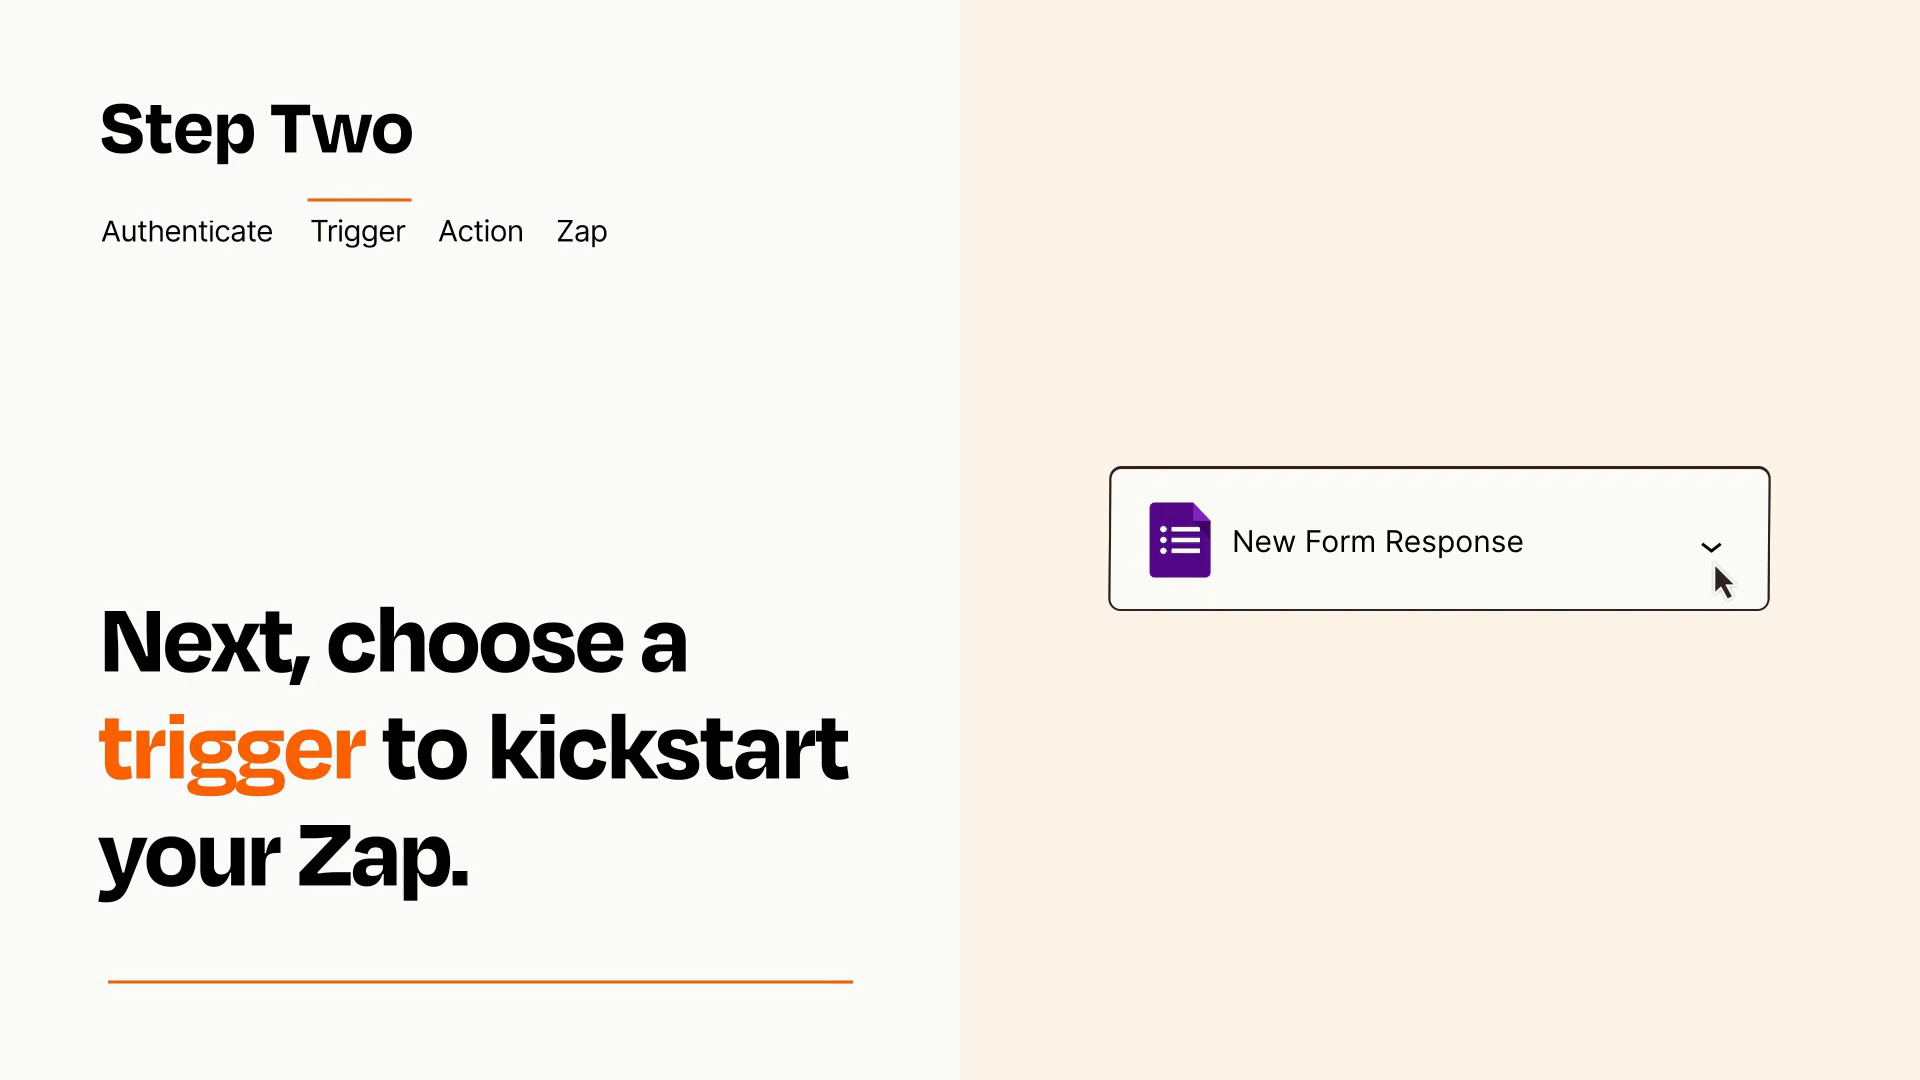 Step Two
Authenticate Trigger Action Zap
Next, choose a
trigger to kickstart
your Zap.
New Form Response